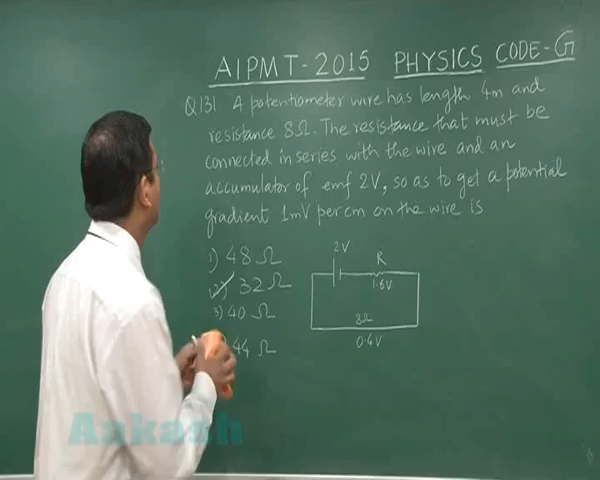 AIPMT-2015 PHYSICS CODE-G
Q131 A potentiometer wire has length 4m and
resistance 8Ω. The resistance that must be
connected in series with the wire and an
accumulator of emf 2V, so as to get a potential
gradient 1mV per cm on the wire is
1) 48 Ω
2) 32 Ω
3) 40 Ω
44 Ω
2V
R
1.6V
8Ω
0.4V
Aakash